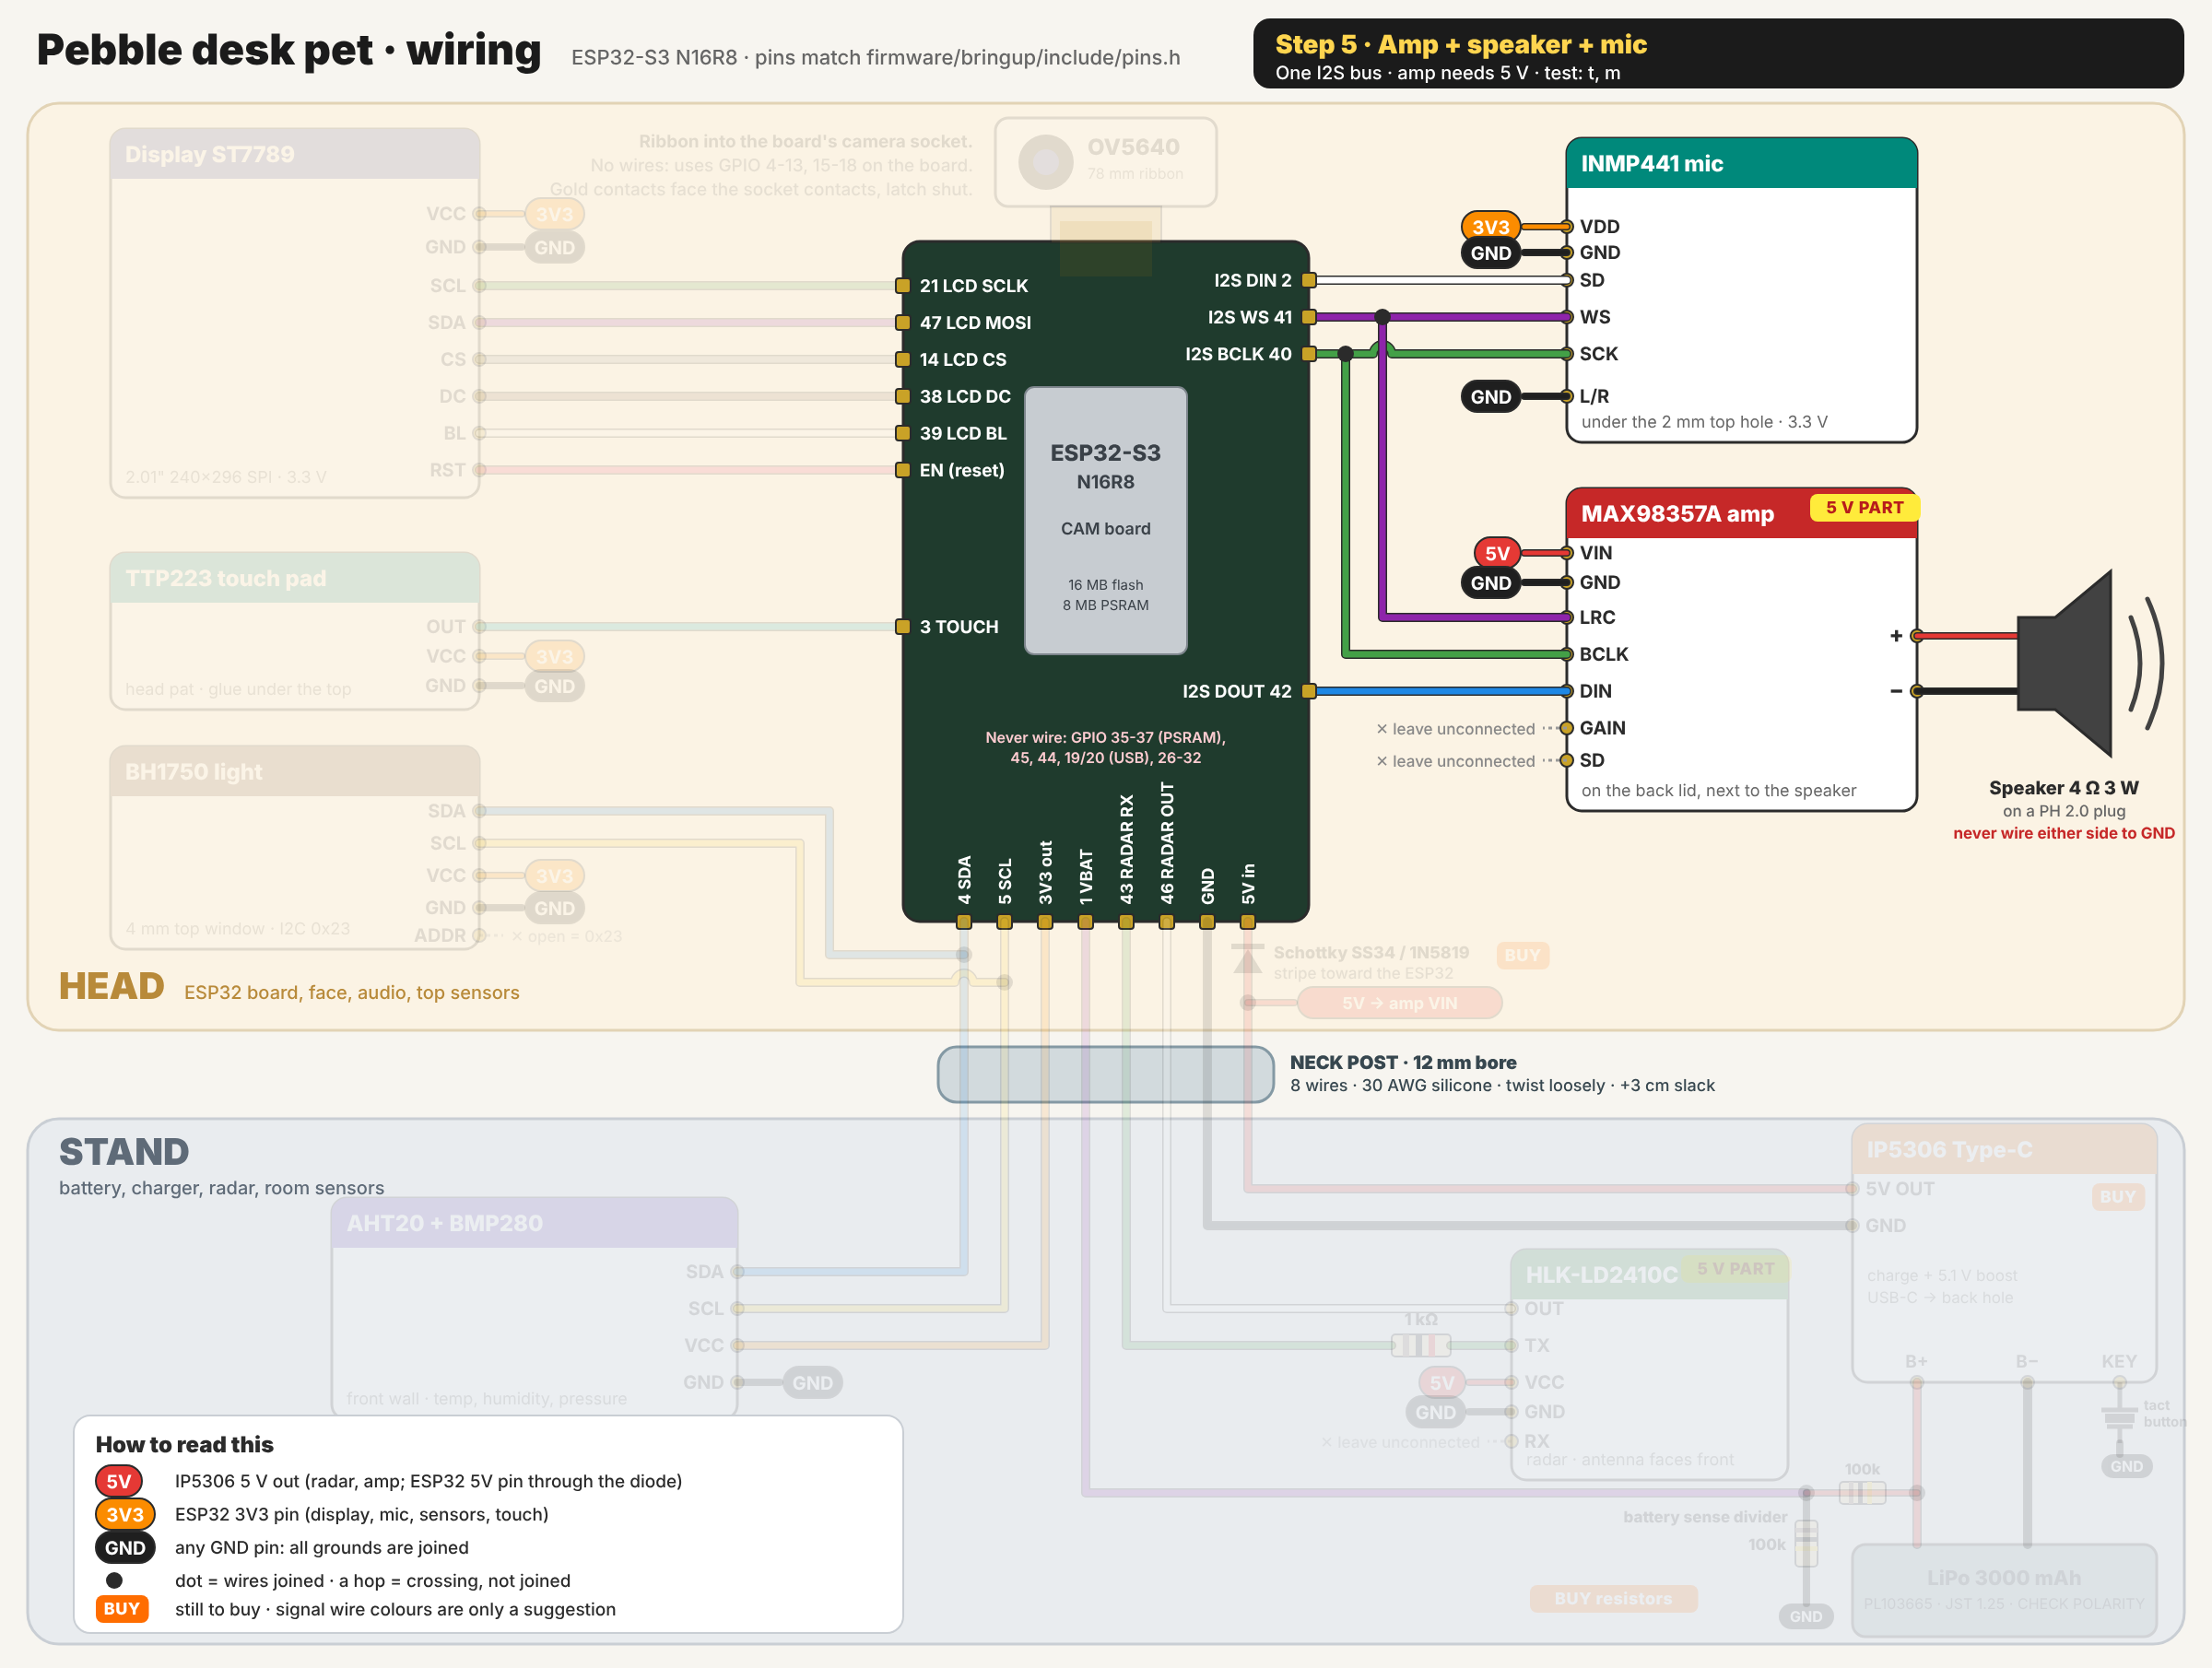 Pebble desk pet · wiring
ESP32-S3 N16R8 · pins match firmware/bringup/include/pins.h
Step 5 · Amp + speaker + mic
One I2S bus · amp needs 5 V · test: t, m
Display ST7789
VCC
3V3
GND
GND
SCL
SDA
CS
DC
BL
RST
2.01" 240×296 SPI · 3.3 V
Ribbon into the board's camera socket.
No wires: uses GPIO 4-13, 15-18 on the board.
Gold contacts face the socket contacts, latch shut.
OV5640
78 mm ribbon
TTP223 touch pad
OUT
VCC
3V3
GND
GND
head pat · glue under the top
BH1750 light
SDA
SCL
VCC
3V3
GND
GND
ADDR
× open = 0x23
4 mm top window · I2C 0x23
HEAD
ESP32 board, face, audio, top sensors
21 LCD SCLK
47 LCD MOSI
14 LCD CS
38 LCD DC
39 LCD BL
EN (reset)
3 TOUCH
I2S DIN 2
I2S WS 41
I2S BCLK 40
I2S DOUT 42
ESP32-S3
N16R8
CAM board
16 MB flash
8 MB PSRAM
Never wire: GPIO 35-37 (PSRAM),
45, 44, 19/20 (USB), 26-32
4 SDA
5 SCL
3V3 out
1 VBAT
43 RADAR RX
46 RADAR OUT
GND
5V in
INMP441 mic
3V3
VDD
GND
GND
SD
WS
SCK
GND
L/R
under the 2 mm top hole · 3.3 V
MAX98357A amp
5 V PART
5V
VIN
GND
GND
LRC
BCLK
DIN
× leave unconnected
GAIN
× leave unconnected
SD
on the back lid, next to the speaker
+
−
Speaker 4 Ω 3 W
on a PH 2.0 plug
never wire either side to GND
Schottky SS34 / 1N5819
stripe toward the ESP32
BUY
5V → amp VIN
NECK POST · 12 mm bore
8 wires · 30 AWG silicone · twist loosely · +3 cm slack
STAND
battery, charger, radar, room sensors
AHT20 + BMP280
SDA
SCL
VCC
GND
GND
front wall · temp, humidity, pressure
IP5306 Type-C
5V OUT
BUY
GND
charge + 5.1 V boost
USB-C → back hole
B+
B−
KEY
tact
button
GND
HLK-LD2410C
5 V PART
OUT
1 kΩ
TX
5V
VCC
GND
GND
× leave unconnected
RX
radar · antenna faces front
100k
battery sense divider
100k
BUY resistors
GND
LiPo 3000 mAh
PL103665 · JST 1.25 · CHECK POLARITY
How to read this
5V
IP5306 5 V out (radar, amp; ESP32 5V pin through the diode)
3V3
ESP32 3V3 pin (display, mic, sensors, touch)
GND
any GND pin: all grounds are joined
dot = wires joined · a hop = crossing, not joined
BUY
still to buy · signal wire colours are only a suggestion